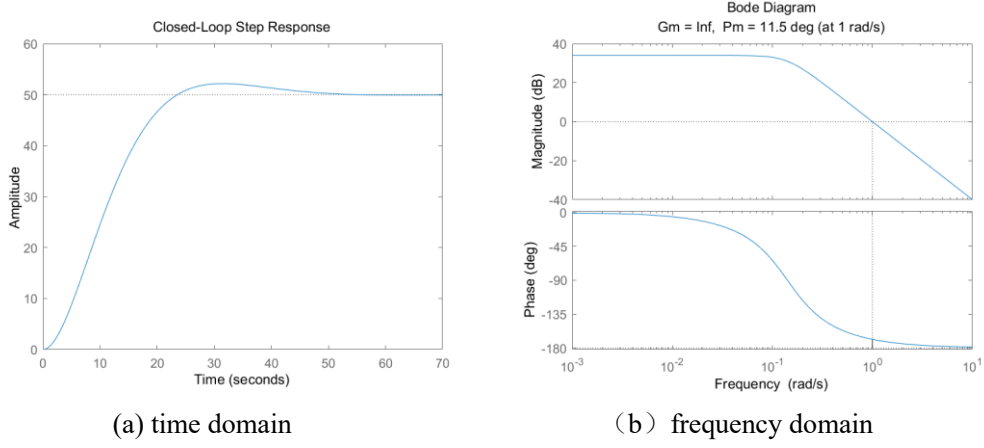 Closed-Loop Step Response
60
50
40
30
20
10
0
Amplitude
0 10 20 30 40 50 60 70
Time (seconds)
(a) time domain
Bode Diagram
Gm = Inf, Pm = 11.5 deg (at 1 rad/s)
40
20
0
-20
-40
Magnitude (dB)
0
-45
-90
-135
-180
Phase (deg)
10⁻³ 10⁻² 10⁻¹ 10⁰ 10¹
Frequency (rad/s)
(b) frequency domain